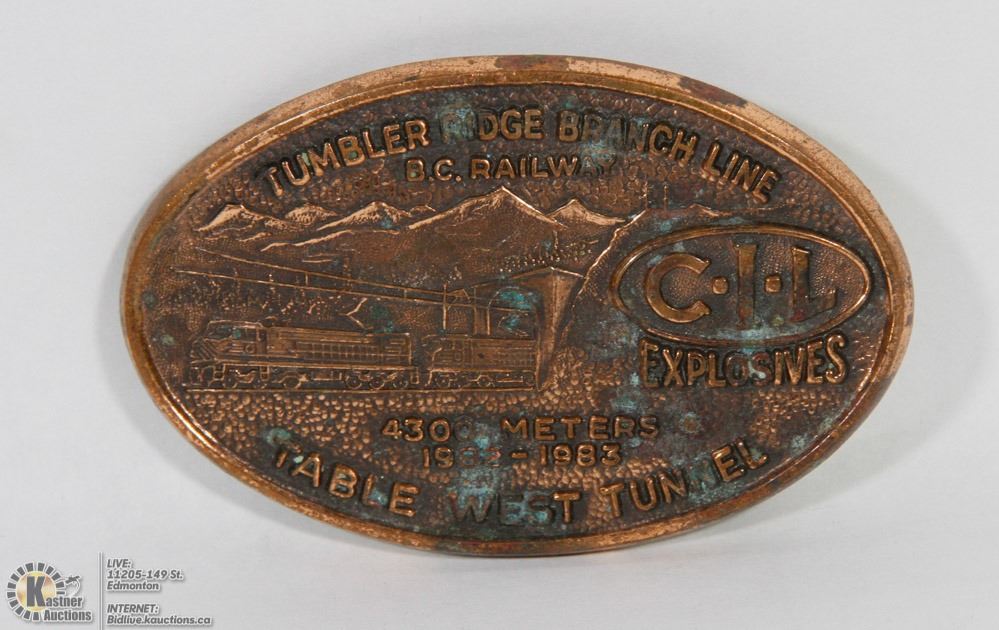 TUMBLER RIDGE BRANCH LINE
B.C. RAILWAY
C·I·L
EXPLOSIVES
4300 METERS
1982-1983
TABLE WEST TUNNEL
Kastner
Auctions
LIVE:
11205-149 St.
Edmonton
INTERNET:
Bidlive.kauctions.ca